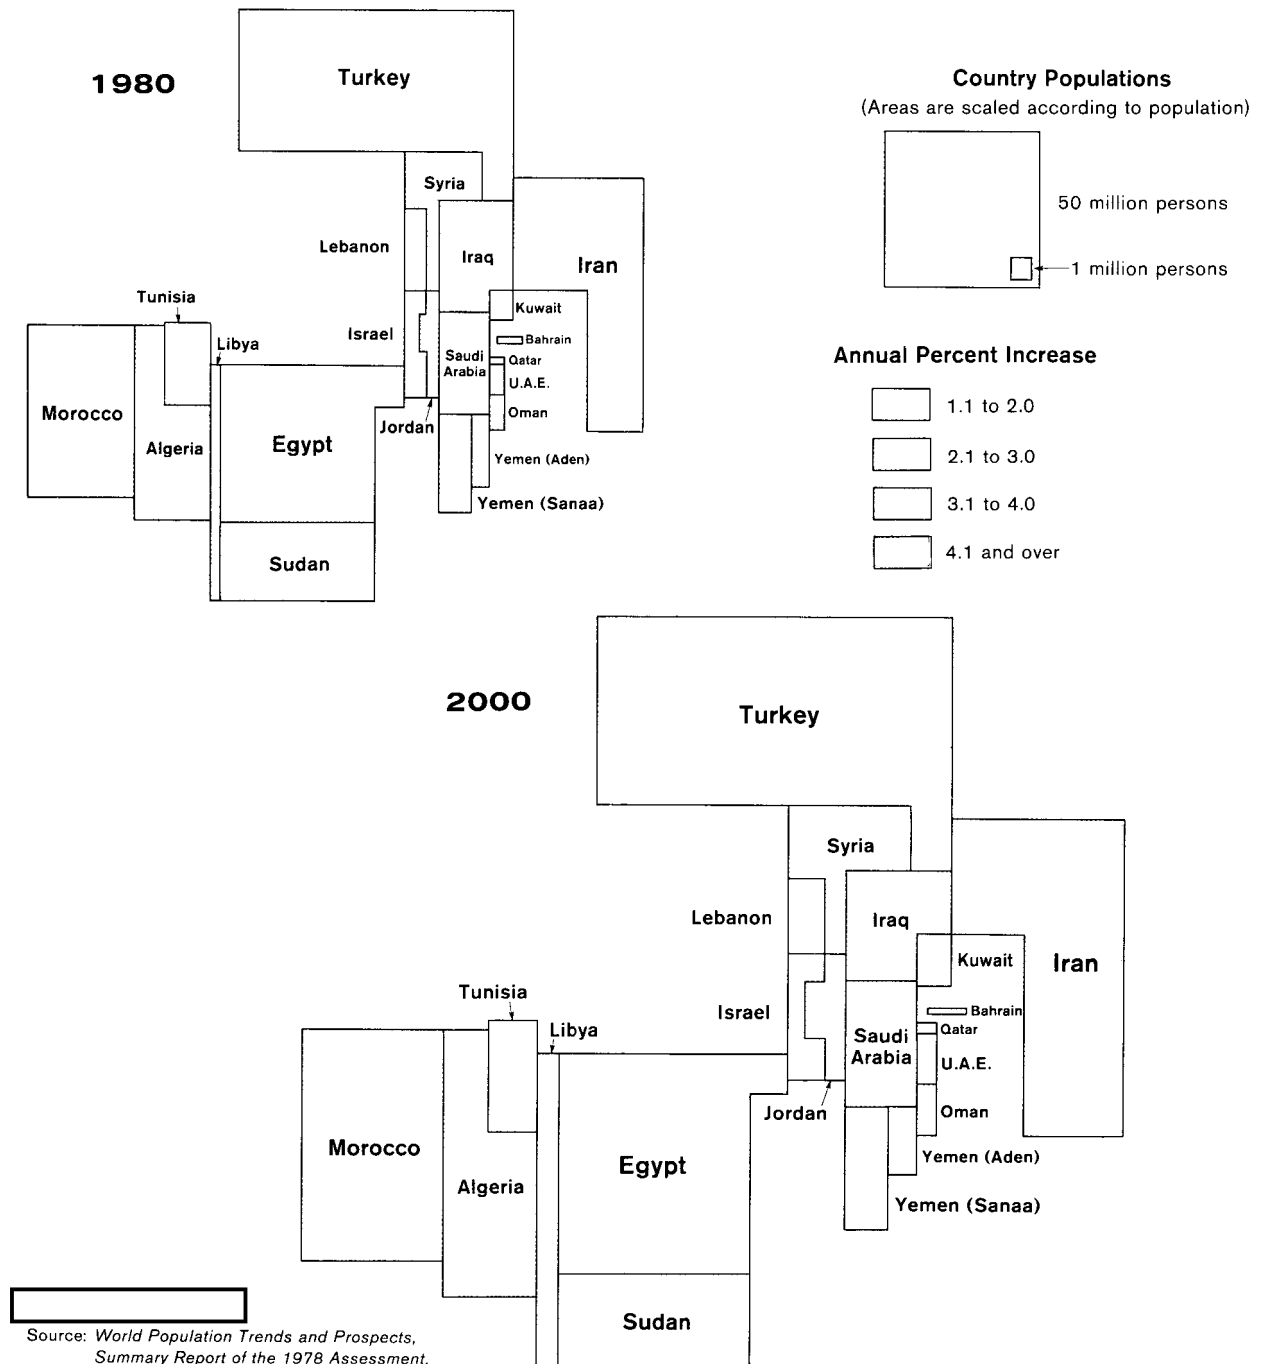 1980
Turkey
Syria
Lebanon
Iraq
Iran
Tunisia
Kuwait
Israel
Libya
Bahrain
Saudi
Arabia
Qatar
U.A.E.
Morocco
Oman
Jordan
Algeria
Egypt
Yemen (Aden)
Yemen (Sanaa)
Sudan
Country Populations
(Areas are scaled according to population)
50 million persons
1 million persons
Annual Percent Increase
1.1 to 2.0
2.1 to 3.0
3.1 to 4.0
4.1 and over
2000
Turkey
Syria
Lebanon
Iraq
Kuwait
Iran
Tunisia
Israel
Bahrain
Libya
Qatar
Saudi
Arabia
U.A.E.
Jordan
Oman
Morocco
Yemen (Aden)
Egypt
Algeria
Yemen (Sanaa)
Sudan
Source: World Population Trends and Prospects,
Summary Report of the 1978 Assessment.